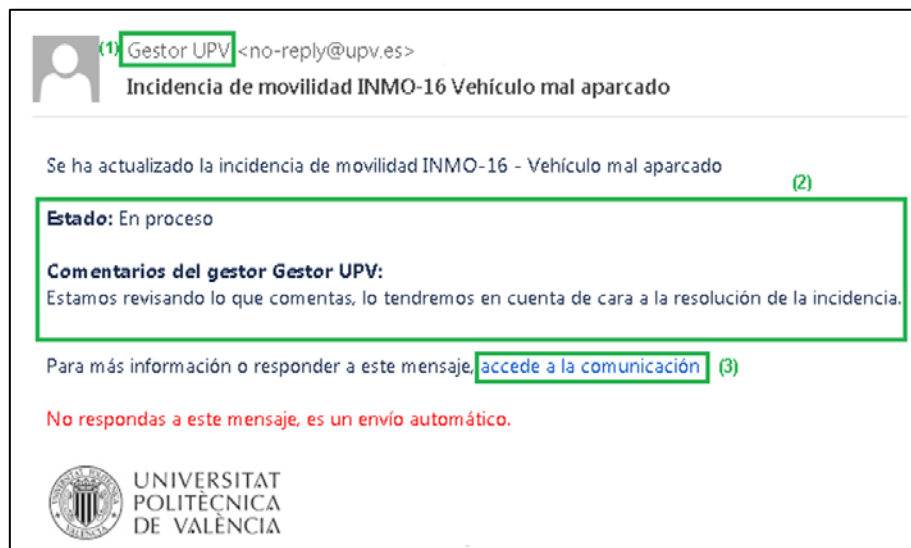 (1) Gestor UPV <no-reply@upv.es>
Incidencia de movilidad INMO-16 Vehículo mal aparcado
Se ha actualizado la incidencia de movilidad INMO-16 - Vehículo mal aparcado
(2)
Estado: En proceso
Comentarios del gestor Gestor UPV:
Estamos revisando lo que comentas, lo tendremos en cuenta de cara a la resolución de la incidencia.
Para más información o responder a este mensaje, accede a la comunicación (3)
No respondas a este mensaje, es un envío automático.
UNIVERSITAT
POLITÈCNICA
DE VALÈNCIA